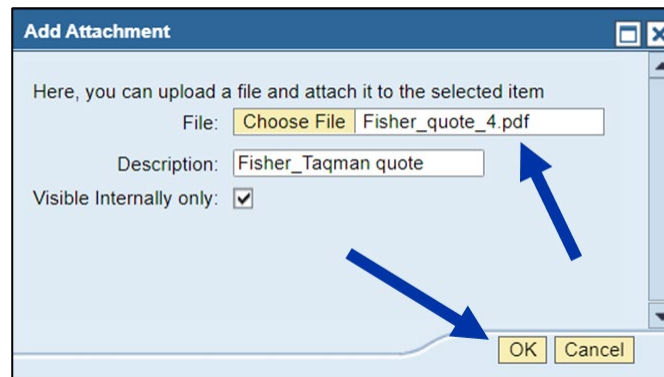 Add Attachment
Here, you can upload a file and attach it to the selected item
File: Choose File Fisher_quote_4.pdf
Description: Fisher_Taqman quote
Visible Internally only:
OK Cancel